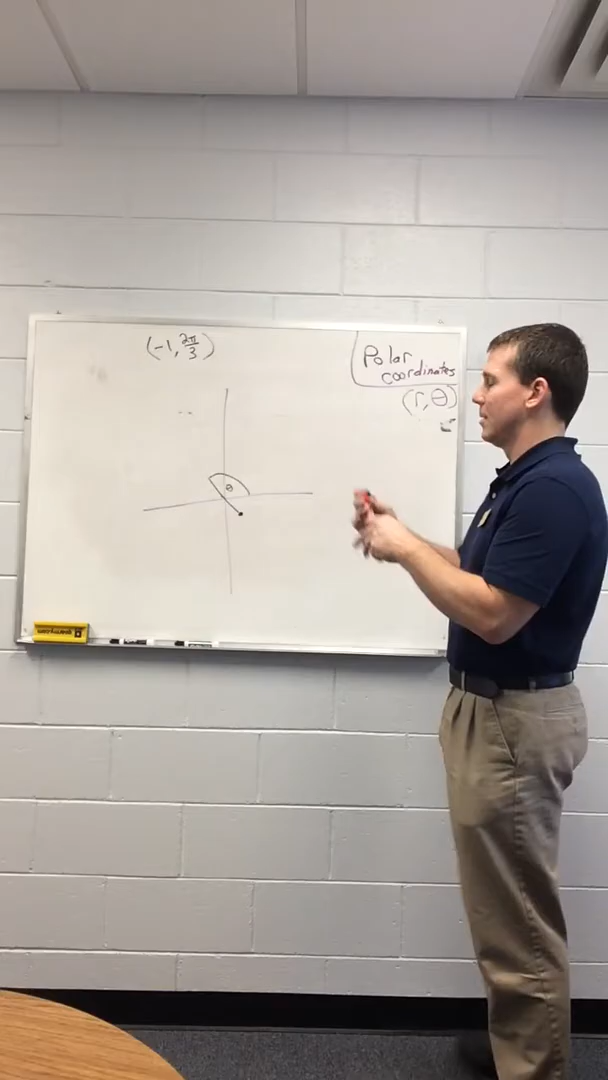 (-1, 2π/3)
Polar
coordinates
(r, θ)
θ